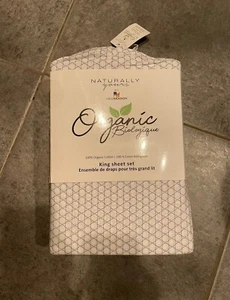 NATURALLY
yours
Organic
Biologique
King sheet set
Ensemble de draps pour très grand lit